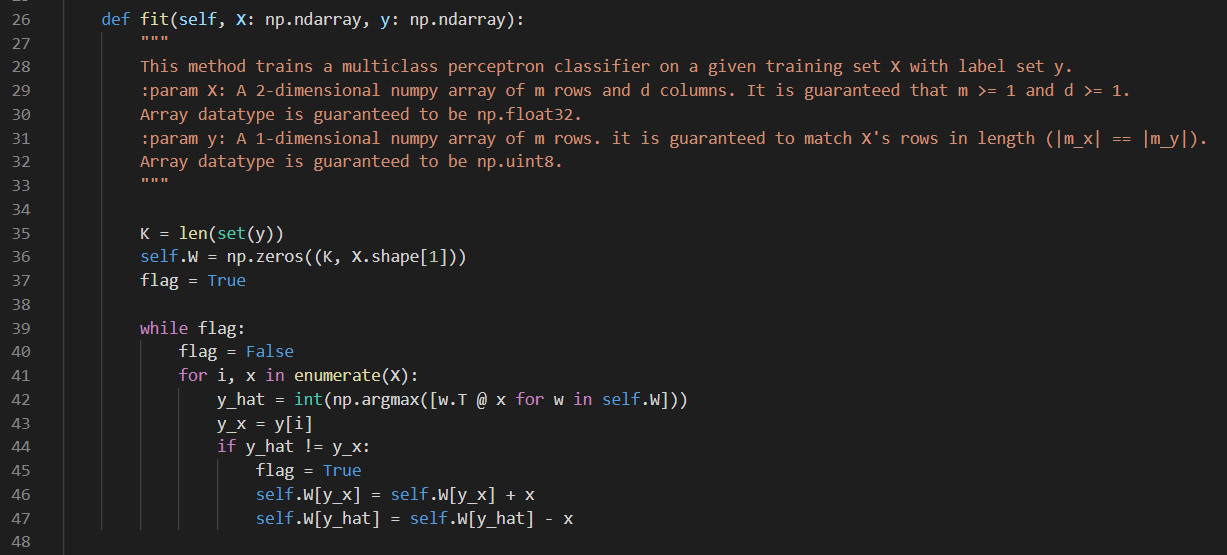 26 def fit(self, X: np.ndarray, y: np.ndarray):
27 """
28 This method trains a multiclass perceptron classifier on a given training set X with label set y.
29 :param X: A 2-dimensional numpy array of m rows and d columns. It is guaranteed that m >= 1 and d >= 1.
30 Array datatype is guaranteed to be np.float32.
31 :param y: A 1-dimensional numpy array of m rows. it is guaranteed to match X's rows in length (|m_x| == |m_y|).
32 Array datatype is guaranteed to be np.uint8.
33 """
34
35 K = len(set(y))
36 self.W = np.zeros((K, X.shape[1]))
37 flag = True
38
39 while flag:
40 flag = False
41 for i, x in enumerate(X):
42 y_hat = int(np.argmax([w.T @ x for w in self.W]))
43 y_x = y[i]
44 if y_hat != y_x:
45 flag = True
46 self.W[y_x] = self.W[y_x] + x
47 self.W[y_hat] = self.W[y_hat] - x
48